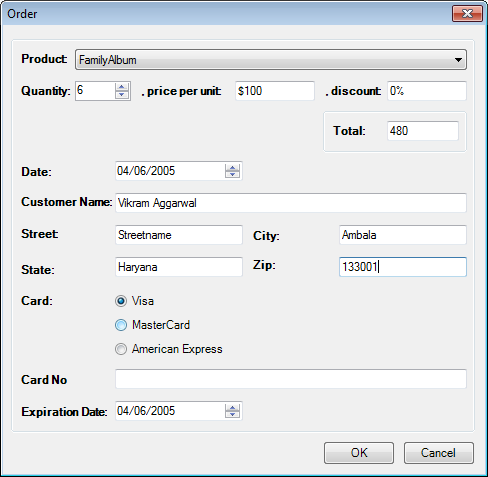 Order
Product: FamilyAlbum
Quantity: 6 , price per unit: $100 , discount: 0%
Total: 480
Date: 04/06/2005
Customer Name: Vikram Aggarwal
Street: Streetname City: Ambala
State: Haryana Zip: 133001
Card: Visa
MasterCard
American Express
Card No
Expiration Date: 04/06/2005
OK Cancel